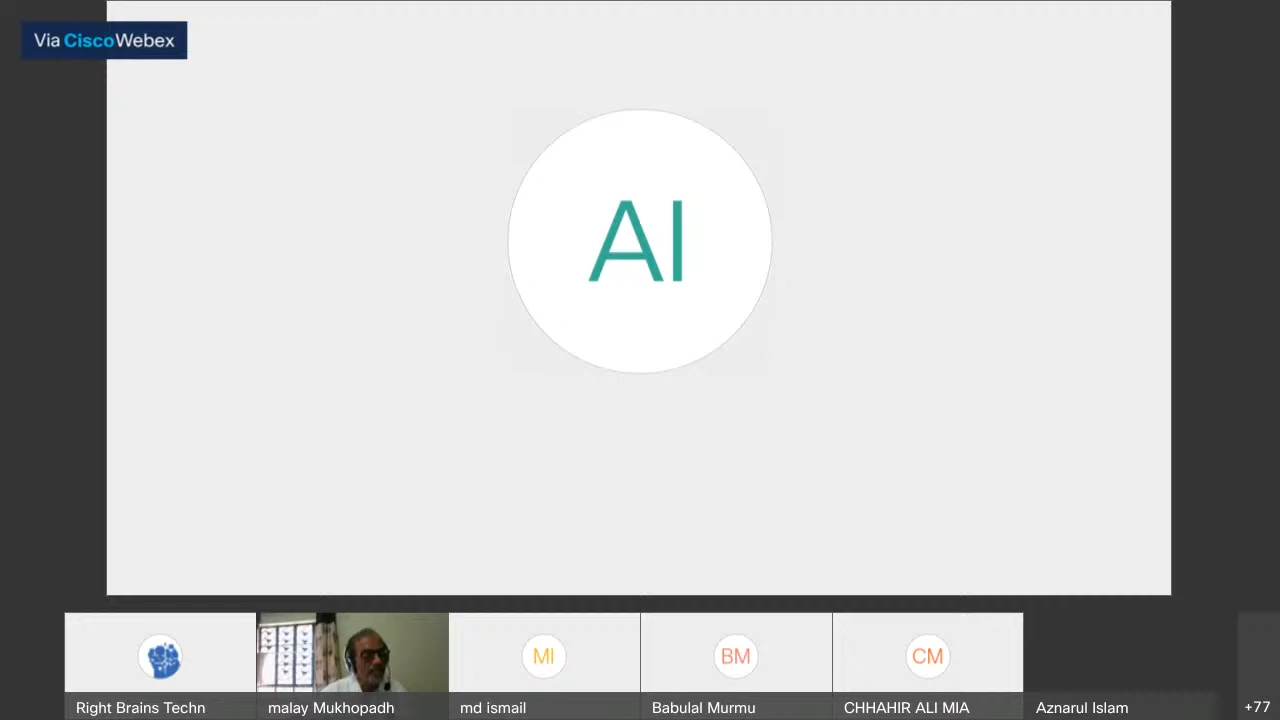 Via CiscoWebex
AI
MI
BM
CM
Right Brains Techn
malay Mukhopadh
md ismail
Babulal Murmu
CHHAHIR ALI MIA
Aznarul Islam
+77